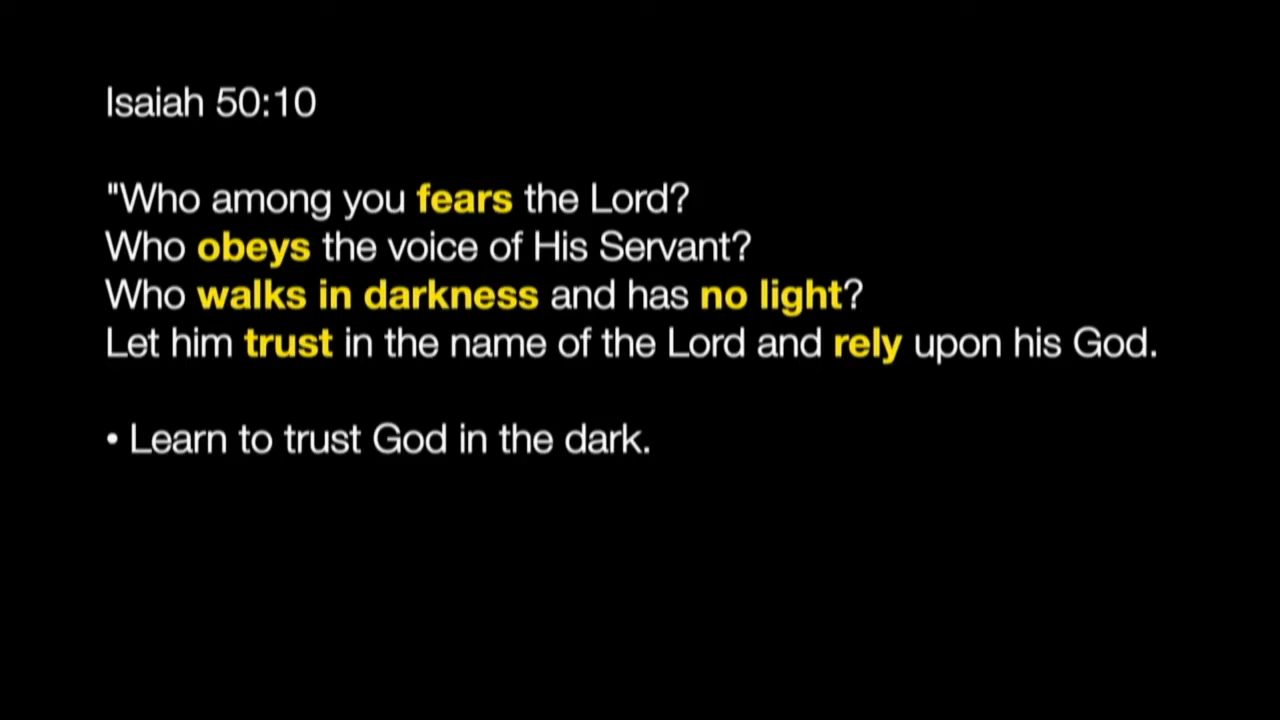 Isaiah 50:10
"Who among you fears the Lord?
Who obeys the voice of His Servant?
Who walks in darkness and has no light?
Let him trust in the name of the Lord and rely upon his God.
• Learn to trust God in the dark.